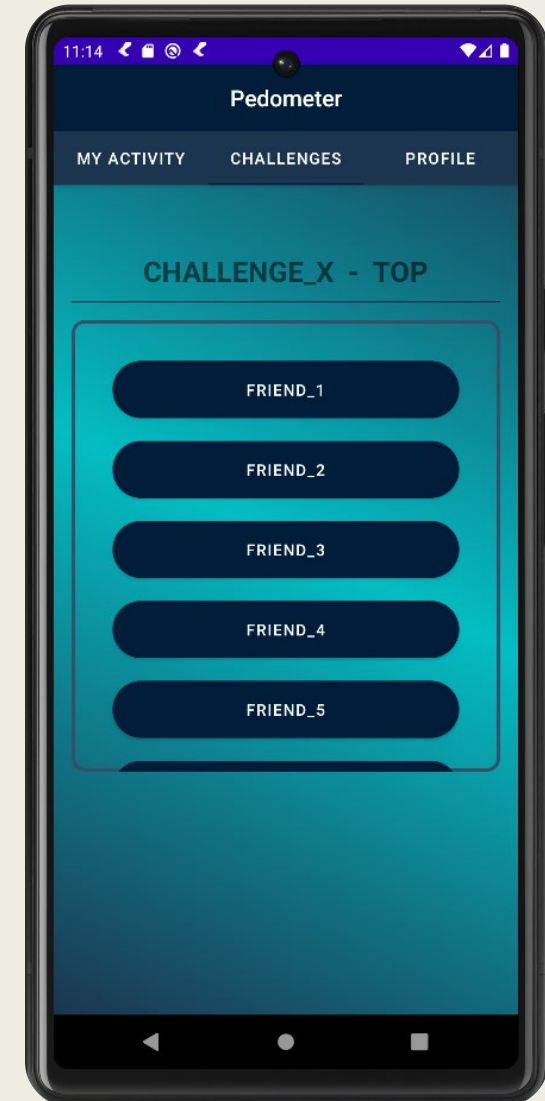 11:14
Pedometer
MY ACTIVITY CHALLENGES PROFILE
CHALLENGE_X - TOP
FRIEND_1
FRIEND_2
FRIEND_3
FRIEND_4
FRIEND_5